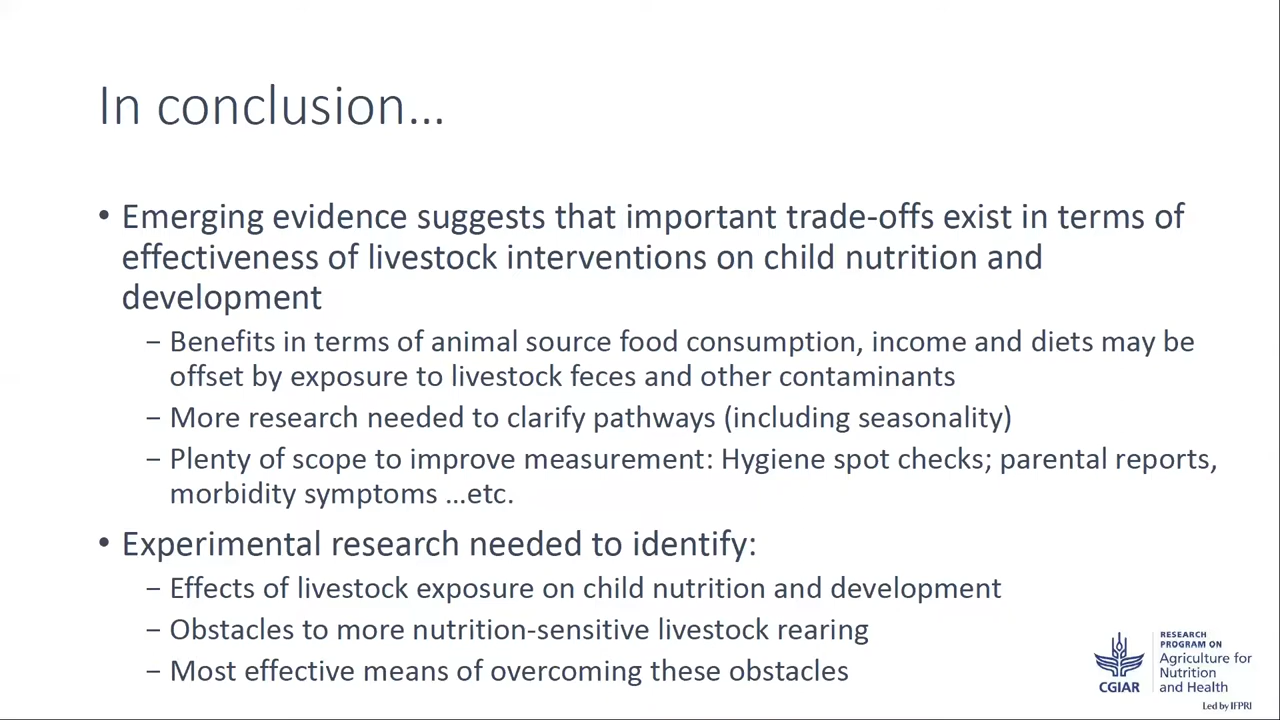 In conclusion...
• Emerging evidence suggests that important trade-offs exist in terms of
effectiveness of livestock interventions on child nutrition and
development
– Benefits in terms of animal source food consumption, income and diets may be
offset by exposure to livestock feces and other contaminants
– More research needed to clarify pathways (including seasonality)
– Plenty of scope to improve measurement: Hygiene spot checks; parental reports,
morbidity symptoms ...etc.
• Experimental research needed to identify:
– Effects of livestock exposure on child nutrition and development
– Obstacles to more nutrition-sensitive livestock rearing
– Most effective means of overcoming these obstacles
CGIAR
RESEARCH
PROGRAM ON
Agriculture for
Nutrition
and Health
Led by IFPRI